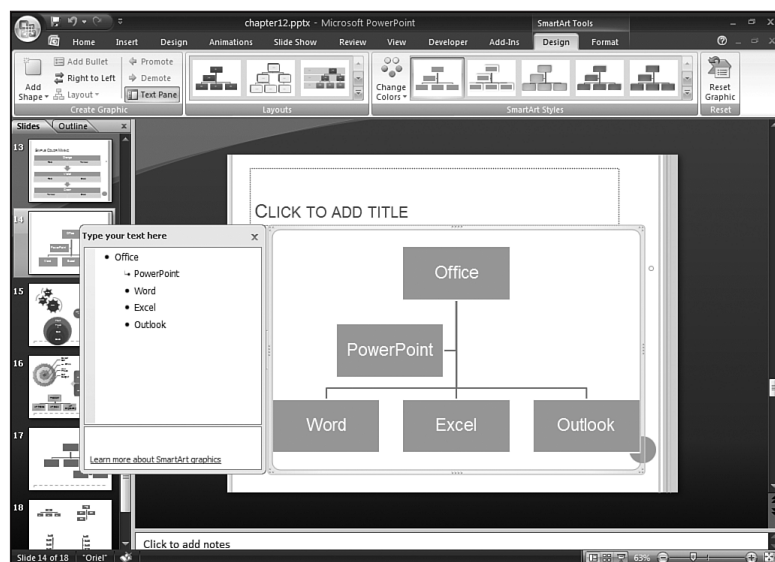 chapter12.pptx - Microsoft PowerPoint
SmartArt Tools
Home Insert Design Animations Slide Show Review View Developer Add-Ins Design Format
Add Shape
Add Bullet
Right to Left
Layout
Promote
Demote
Text Pane
Create Graphic
Layouts
Change Colors
SmartArt Styles
Reset Graphic
Reset
Slides Outline x
13
14
15
16
17
18
CLICK TO ADD TITLE
Type your text here x
Office
PowerPoint
Word
Excel
Outlook
Learn more about SmartArt graphics
Office
PowerPoint
Word Excel Outlook
Click to add notes
Slide 14 of 18 "Oriel" 63%